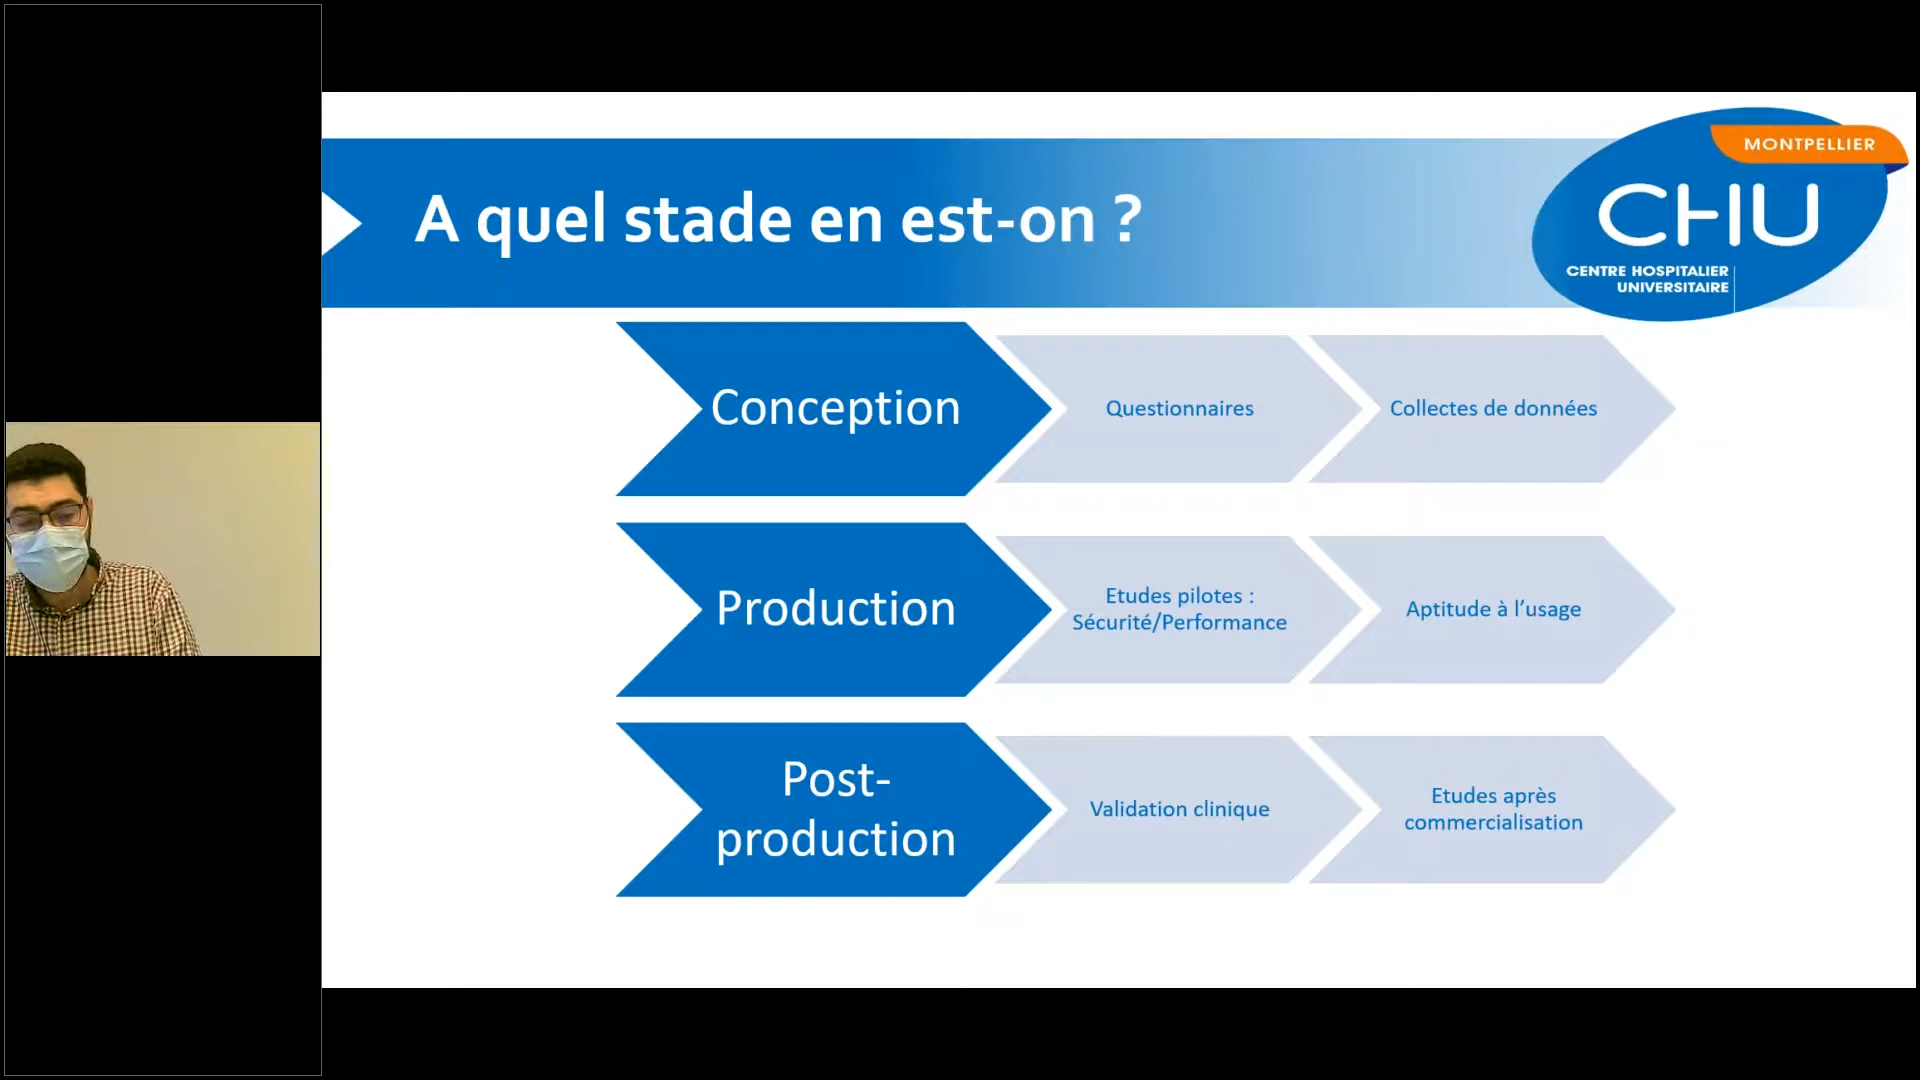 A quel stade en est-on ?
MONTPELLIER
CHU
CENTRE HOSPITALIER
UNIVERSITAIRE
Conception
Questionnaires
Collectes de données
Production
Etudes pilotes :
Sécurité/Performance
Aptitude à l’usage
Post-
production
Validation clinique
Etudes après
commercialisation